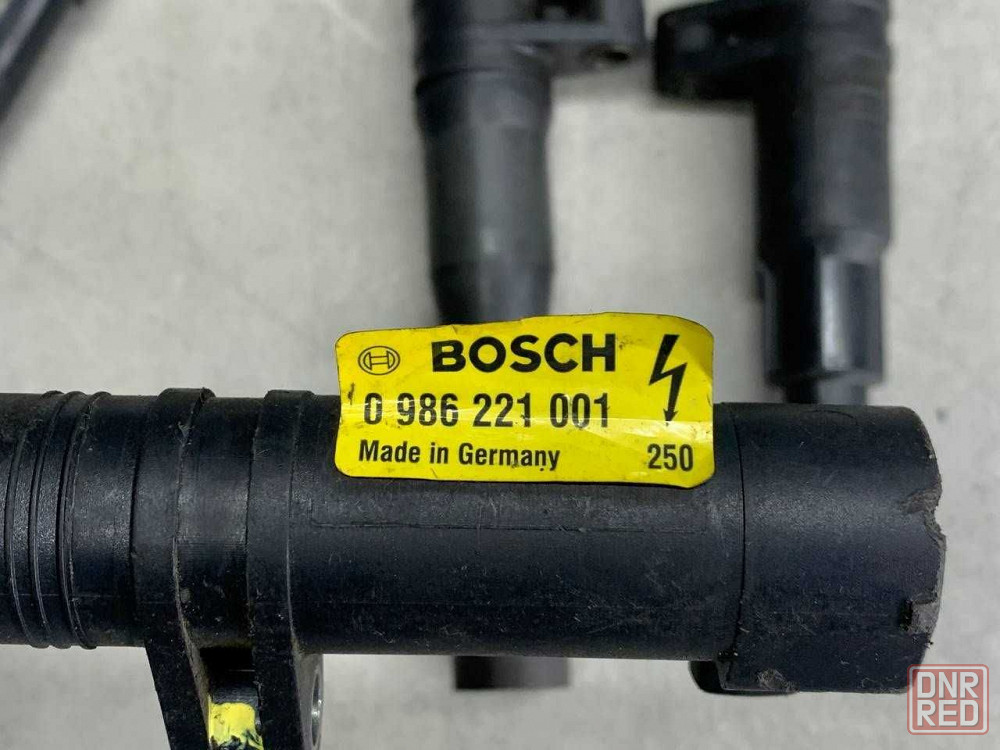 BOSCH
0 986 221 001
Made in Germany 250
DNR
RED